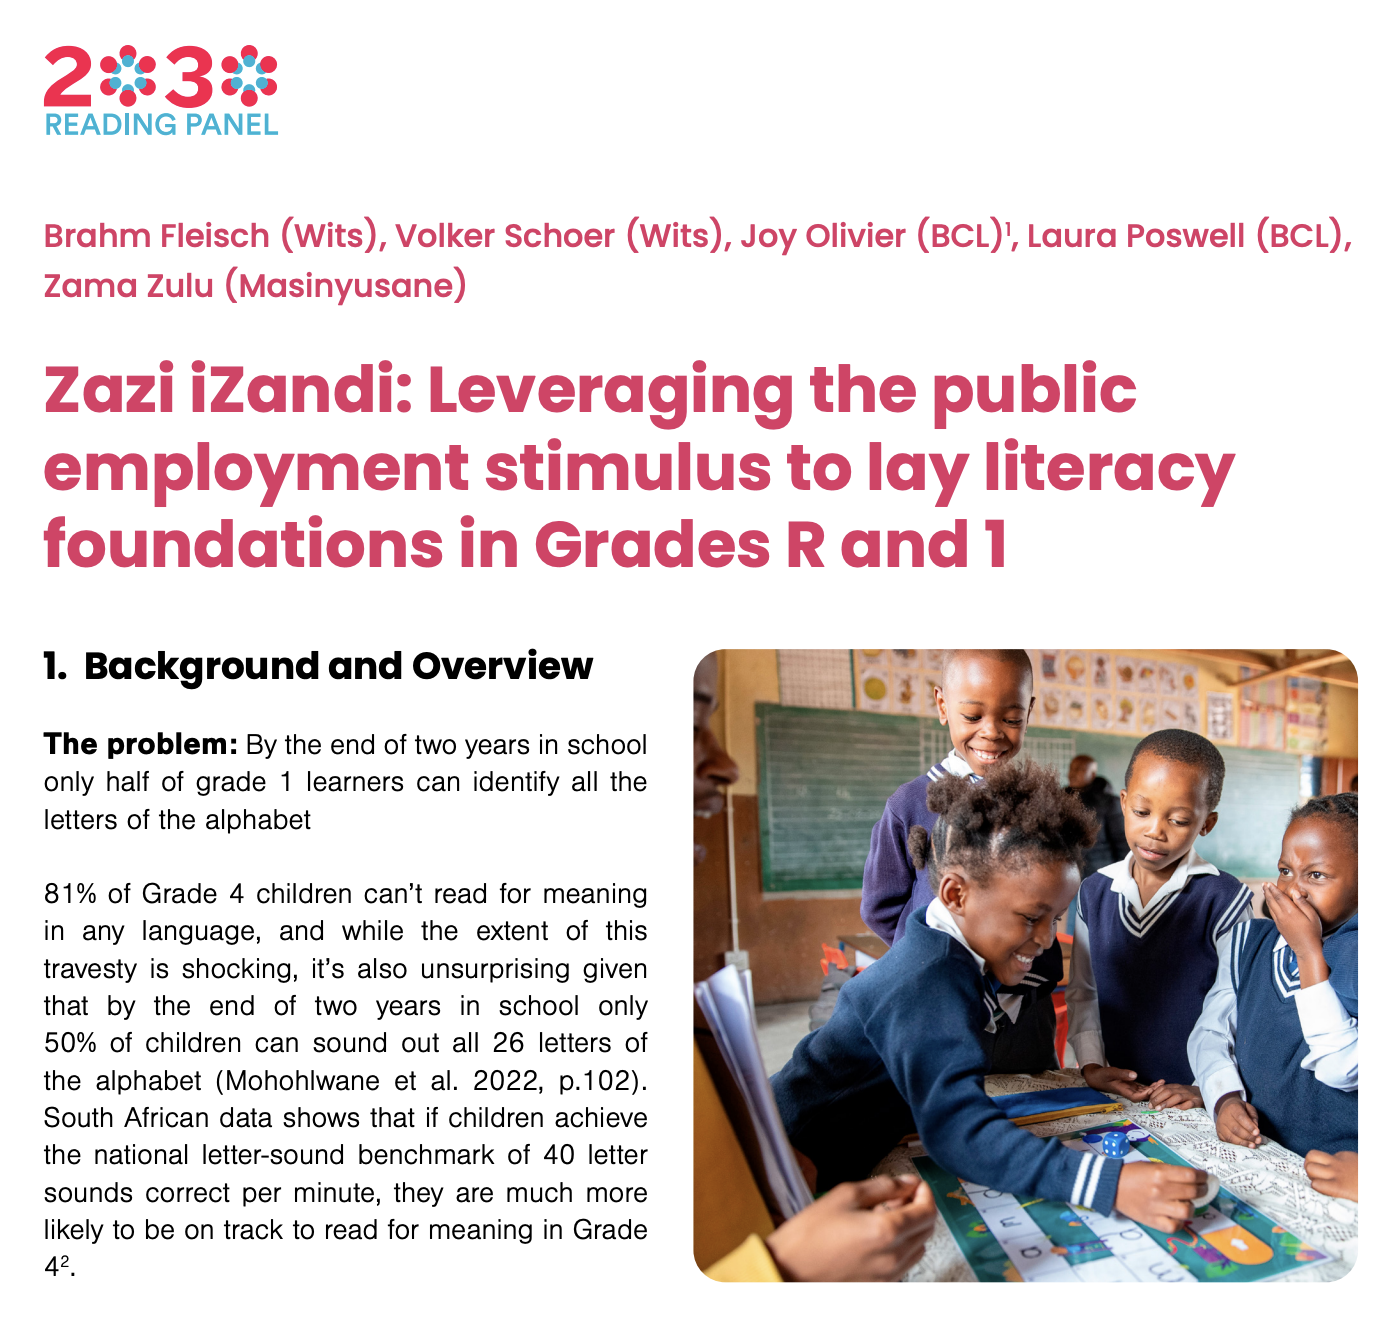 2030
READING PANEL
Brahm Fleisch (Wits), Volker Schoer (Wits), Joy Olivier (BCL)¹, Laura Poswell (BCL),
Zama Zulu (Masinyusane)
Zazi iZandi: Leveraging the public
employment stimulus to lay literacy
foundations in Grades R and 1
1. Background and Overview
The problem: By the end of two years in school
only half of grade 1 learners can identify all the
letters of the alphabet
81% of Grade 4 children can’t read for meaning
in any language, and while the extent of this
travesty is shocking, it’s also unsurprising given
that by the end of two years in school only
50% of children can sound out all 26 letters of
the alphabet (Mohohlwane et al. 2022, p.102).
South African data shows that if children achieve
the national letter-sound benchmark of 40 letter
sounds correct per minute, they are much more
likely to be on track to read for meaning in Grade
4².